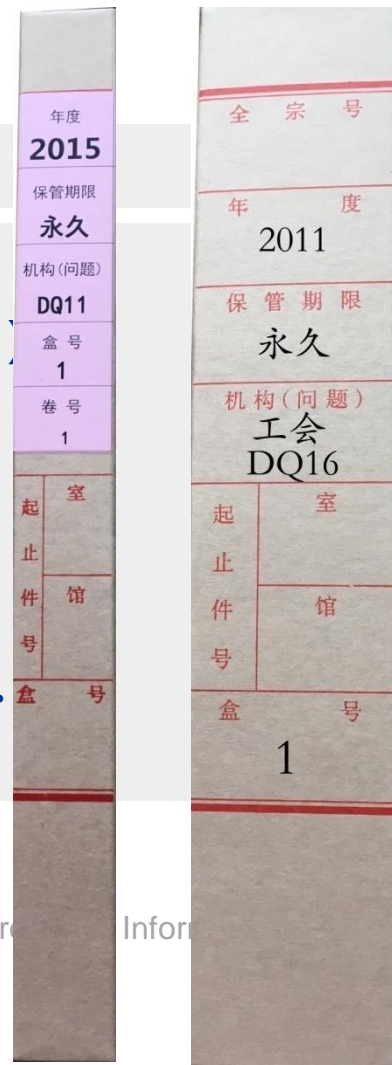 年度
2015
保管期限
永久
机构(问题)
DQ11
盒 号
1
卷 号
1
起止件号
室
馆
盒 号
全 宗 号
年 度
2011
保 管 期 限
永久
机 构 ( 问 题 )
工会
DQ16
起止件号
室
馆
盒 号
1
Infor